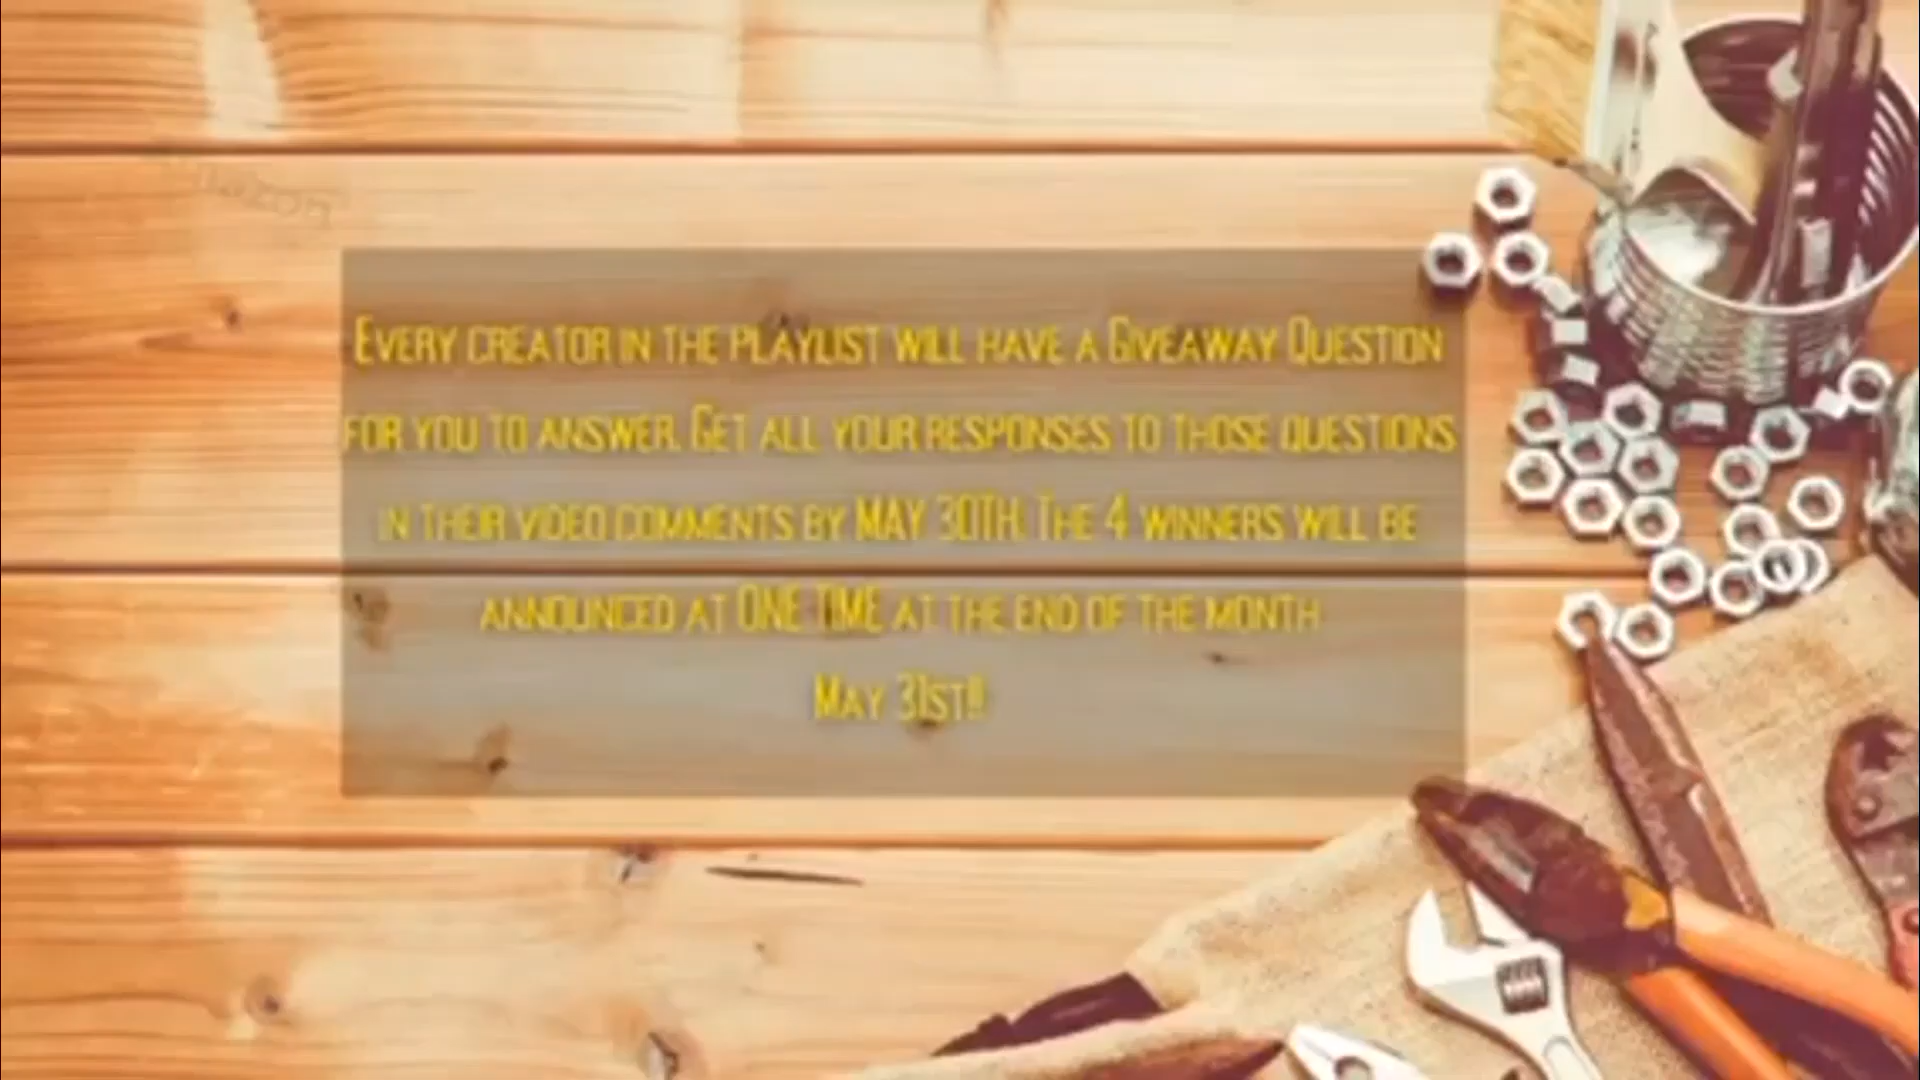 Every creator in the playlist will have a Giveaway Question
for you to answer. Get all your responses to those questions
in their video comments by MAY 30TH. The 4 winners will be
announced at ONE TIME at the end of the month
May 31st!!